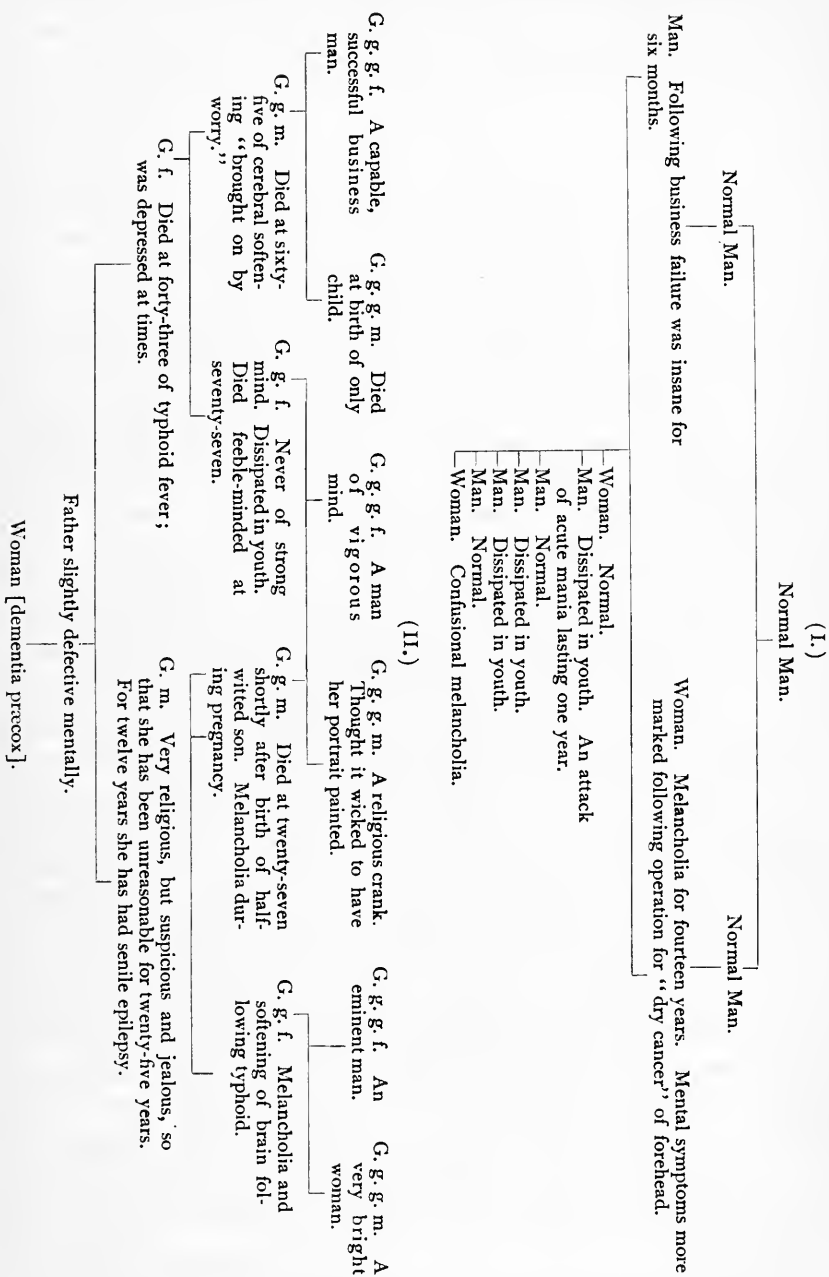 (I.)
Normal Man.
Normal Man.
Normal Man.
Man. Following business failure was insane for
six months.
Woman. Melancholia for fourteen years. Mental symptoms more
marked following operation for “dry cancer” of forehead.
Woman. Normal.
Man. Dissipated in youth. An attack
of acute mania lasting one year.
Man. Normal.
Man. Dissipated in youth.
Man. Dissipated in youth.
Man. Normal.
Woman. Confusional melancholia.
(II.)
G. g. g. f. A capable,
successful business
man.
G. g. g. m. Died
at birth of only
child.
G. g. g. f. A man
of vigorous
mind.
G. g. g. m. A religious crank.
Thought it wicked to have
her portrait painted.
G. g. g. f. An
eminent man.
G. g. g. m. A
very bright
woman.
G. g. m. Died at sixty-
five of cerebral soften-
ing “brought on by
worry.”
G. g. f. Never of strong
mind. Dissipated in youth.
Died feeble-minded at
seventy-seven.
G. g. m. Died at twenty-seven
shortly after birth of half-
witted son. Melancholia dur-
ing pregnancy.
G. g. f. Melancholia and
softening of brain fol-
lowing typhoid.
G. f. Died at forty-three of typhoid fever;
was depressed at times.
G. m. Very religious, but suspicious and jealous, so
that she has been unreasonable for twenty-five years.
For twelve years she has had senile epilepsy.
Father slightly defective mentally.
Woman [dementia præcox].